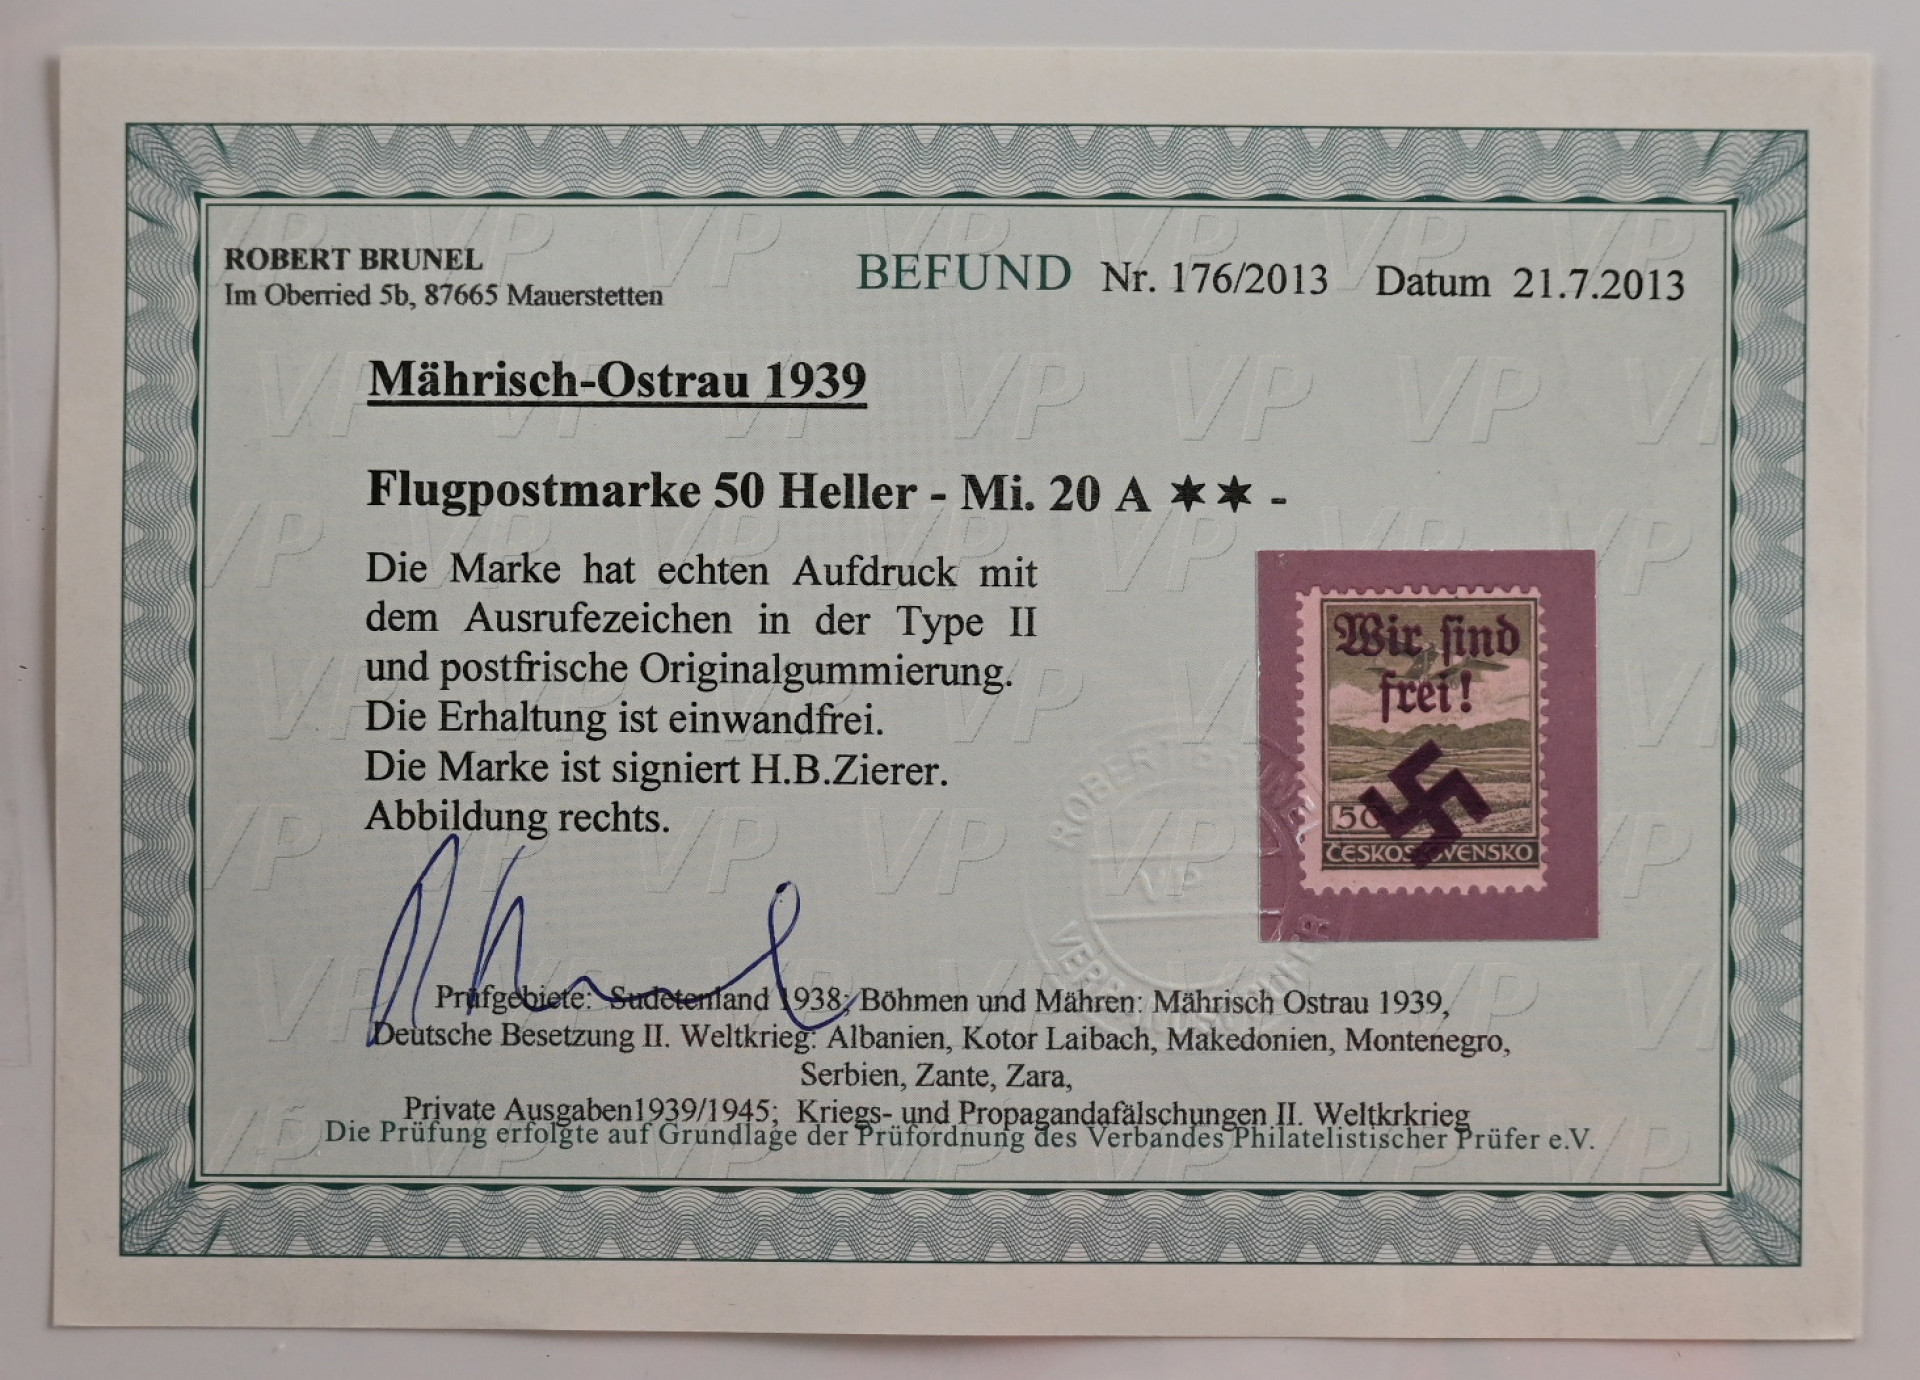 ROBERT BRUNEL
Im Oberried 5b, 87665 Mauerstetten
BEFUND Nr. 176/2013 Datum 21.7.2013
Mährisch-Ostrau 1939
Flugpostmarke 50 Heller - Mi. 20 A ✶✶ -
Die Marke hat echten Aufdruck mit
dem Ausrufezeichen in der Type II
und postfrische Originalgummierung.
Die Erhaltung ist einwandfrei.
Die Marke ist signiert H.B.Zierer.
Abbildung rechts.
Wir sind
frei!
50
ČESKOSLOVENSKO
ROBERT BRUNEL
VP
Prüfgebiete: Sudetenland 1938; Böhmen und Mähren: Mährisch Ostrau 1939,
Deutsche Besetzung II. Weltkrieg: Albanien, Kotor Laibach, Makedonien, Montenegro,
Serbien, Zante, Zara,
Private Ausgaben1939/1945; Kriegs- und Propagandafälschungen II. Weltkrkrieg
Die Prüfung erfolgte auf Grundlage der Prüfordnung des Verbandes Philatelistischer Prüfer e.V.